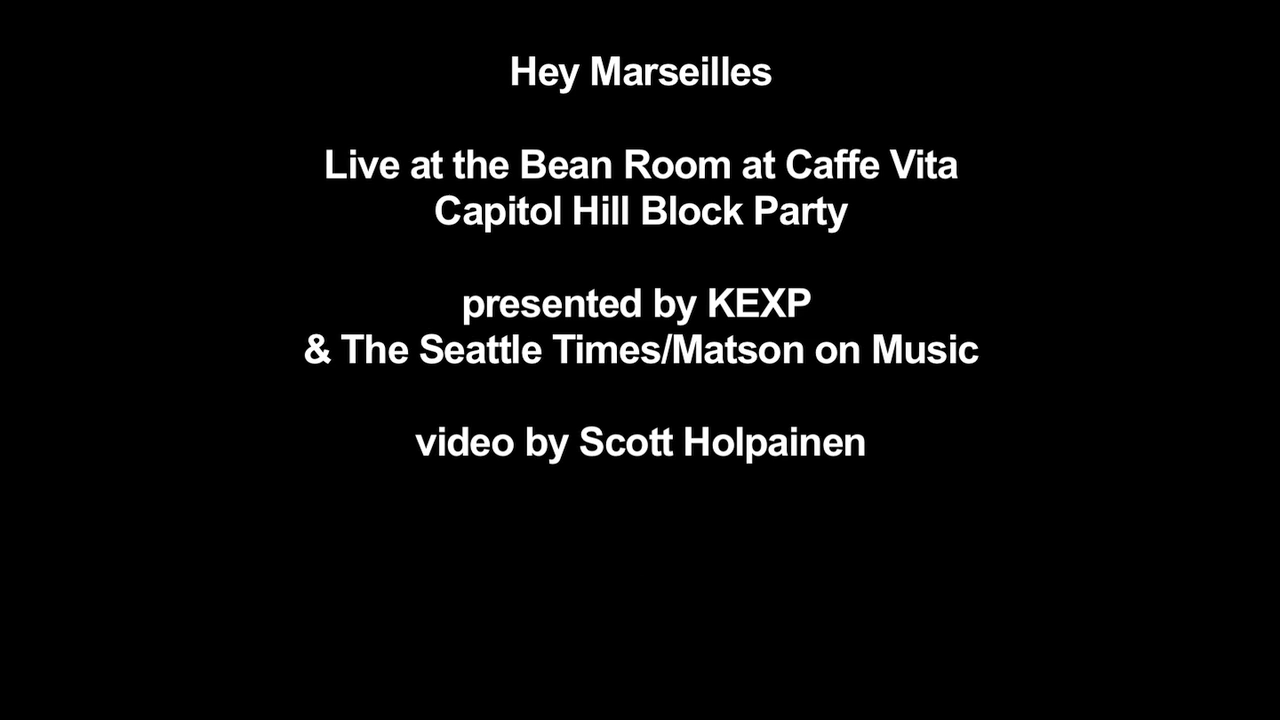 Hey Marseilles
Live at the Bean Room at Caffe Vita
Capitol Hill Block Party
presented by KEXP
& The Seattle Times/Matson on Music
video by Scott Holpainen